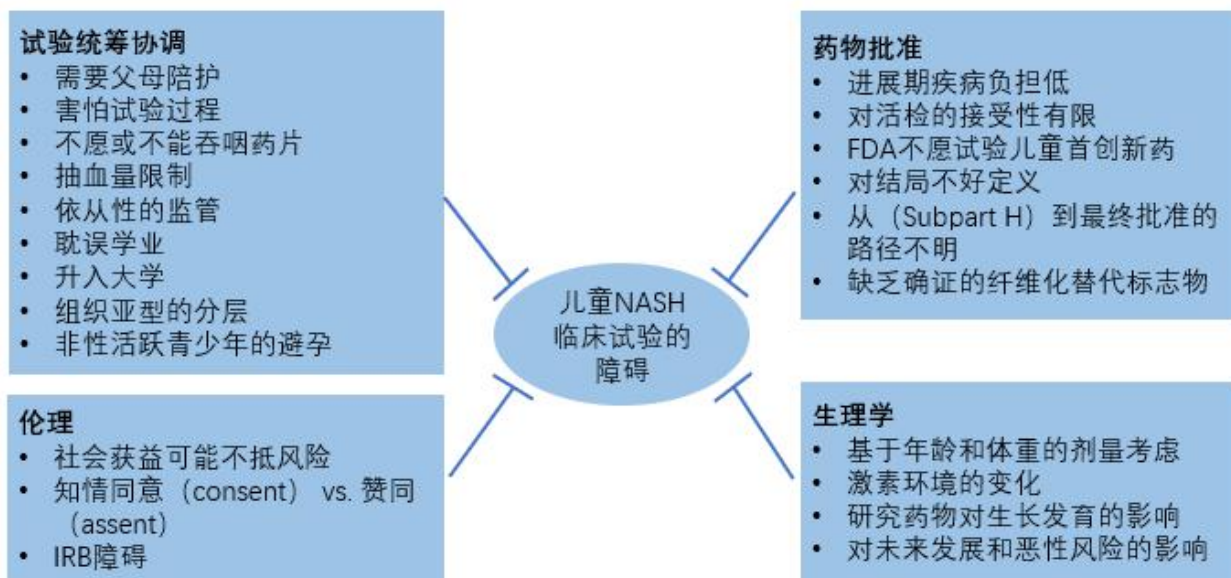 试验统筹协调
• 需要父母陪护
• 害怕试验过程
• 不愿或不能吞咽药片
• 抽血量限制
• 依从性的监管
• 耽误学业
• 升入大学
• 组织亚型的分层
• 非性活跃青少年的避孕
药物批准
• 进展期疾病负担低
• 对活检的接受性有限
• FDA不愿试验儿童首创新药
• 对结局不好定义
• 从（Subpart H）到最终批准的
路径不明
• 缺乏确证的纤维化替代标志物
儿童NASH
临床试验的
障碍
伦理
• 社会获益可能不抵风险
• 知情同意（consent） vs. 赞同
（assent）
• IRB障碍
生理学
• 基于年龄和体重的剂量考虑
• 激素环境的变化
• 研究药物对生长发育的影响
• 对未来发展和恶性风险的影响